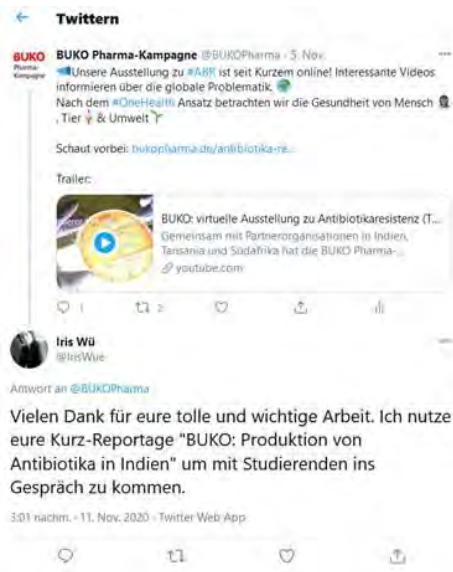 Twittern
BUKO Pharma-Kampagne @BUKOPharma · 5. Nov.
BUKO
Pharma-
Kampagne
Unsere Ausstellung zu #ABR ist seit Kurzem online! Interessante Videos
informieren über die globale Problematik.
Nach dem #OneHealth Ansatz betrachten wir die Gesundheit von Mensch
, Tier & Umwelt
Schaut vorbei: bukopharma.de/antibiotika-re...
Trailer:
BUKO: virtuelle Ausstellung zu Antibiotikaresistenz (T...
Gemeinsam mit Partnerorganisationen in Indien,
Tansania und Südafrika hat die BUKO Pharma-...
youtube.com
1 2
Iris Wü
@IrisWue
Antwort an @BUKOPharma
Vielen Dank für eure tolle und wichtige Arbeit. Ich nutze
eure Kurz-Reportage "BUKO: Produktion von
Antibiotika in Indien" um mit Studierenden ins
Gespräch zu kommen.
3:01 nachm. · 11. Nov. 2020 · Twitter Web App